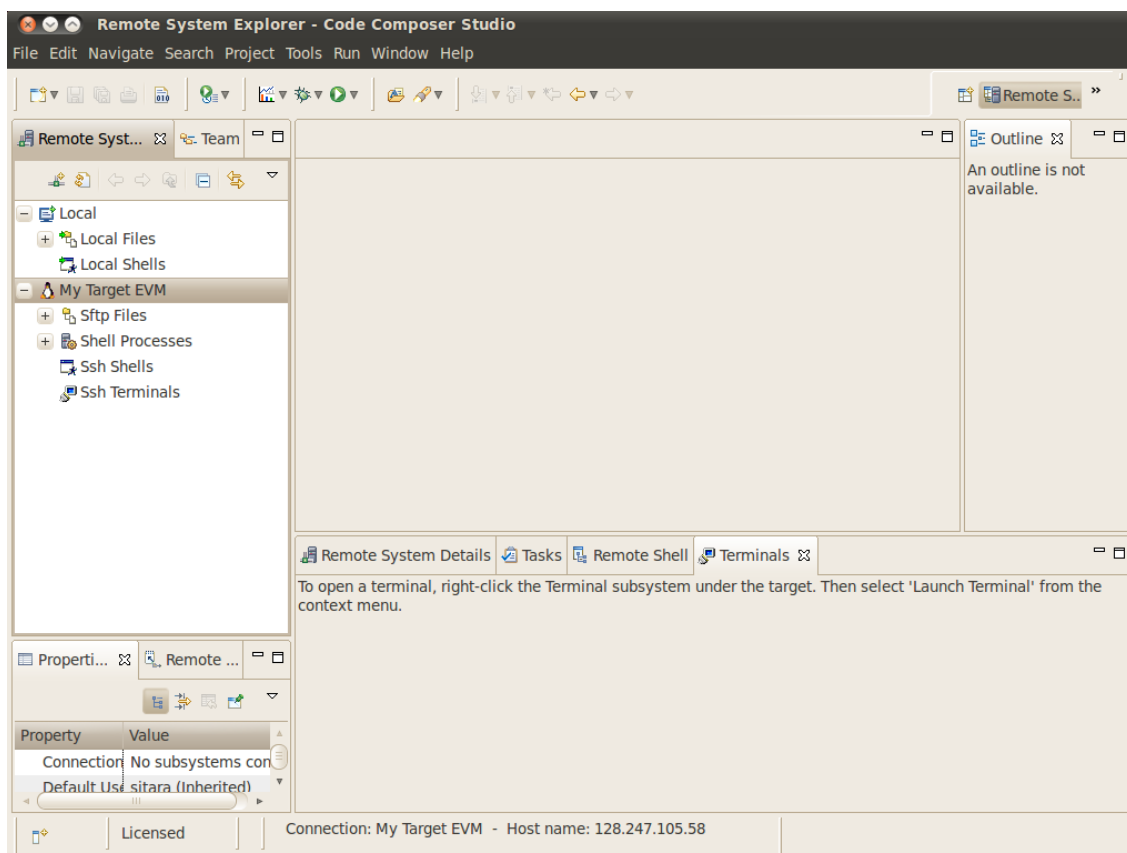 Remote System Explorer - Code Composer Studio
File Edit Navigate Search Project Tools Run Window Help
Remote S.. »
Remote Syst... Team
Outline
An outline is not
available.
Local
Local Files
Local Shells
My Target EVM
Sftp Files
Shell Processes
Ssh Shells
Ssh Terminals
Remote System Details Tasks Remote Shell Terminals
To open a terminal, right-click the Terminal subsystem under the target. Then select 'Launch Terminal' from the
context menu.
Properti... Remote ...
Property Value
Connection No subsystems con
Default Use sitara (Inherited)
Licensed Connection: My Target EVM - Host name: 128.247.105.58